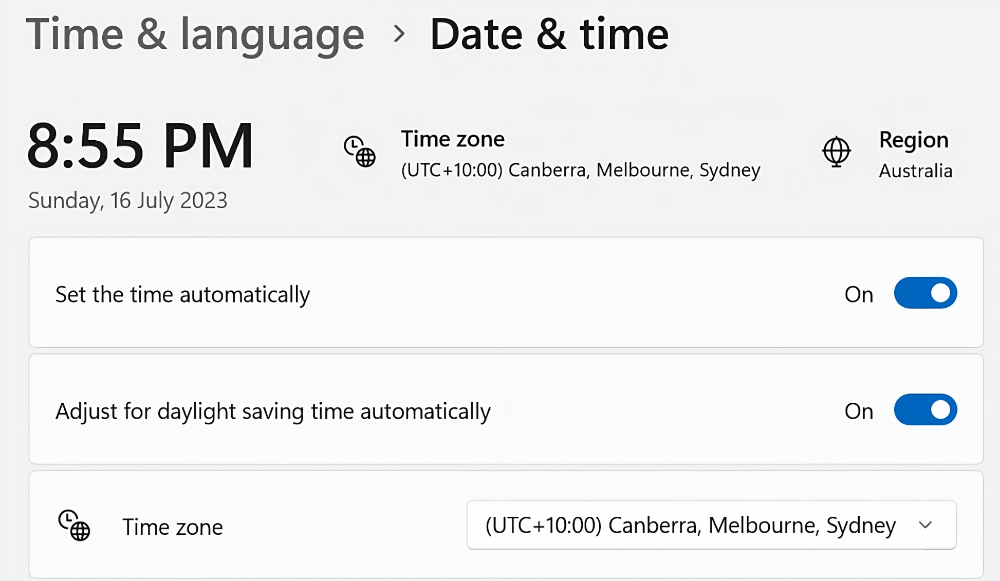 Time & language > Date & time
8:55 PM
Sunday, 16 July 2023
Time zone
(UTC+10:00) Canberra, Melbourne, Sydney
Region
Australia
Set the time automatically On
Adjust for daylight saving time automatically On
Time zone (UTC+10:00) Canberra, Melbourne, Sydney